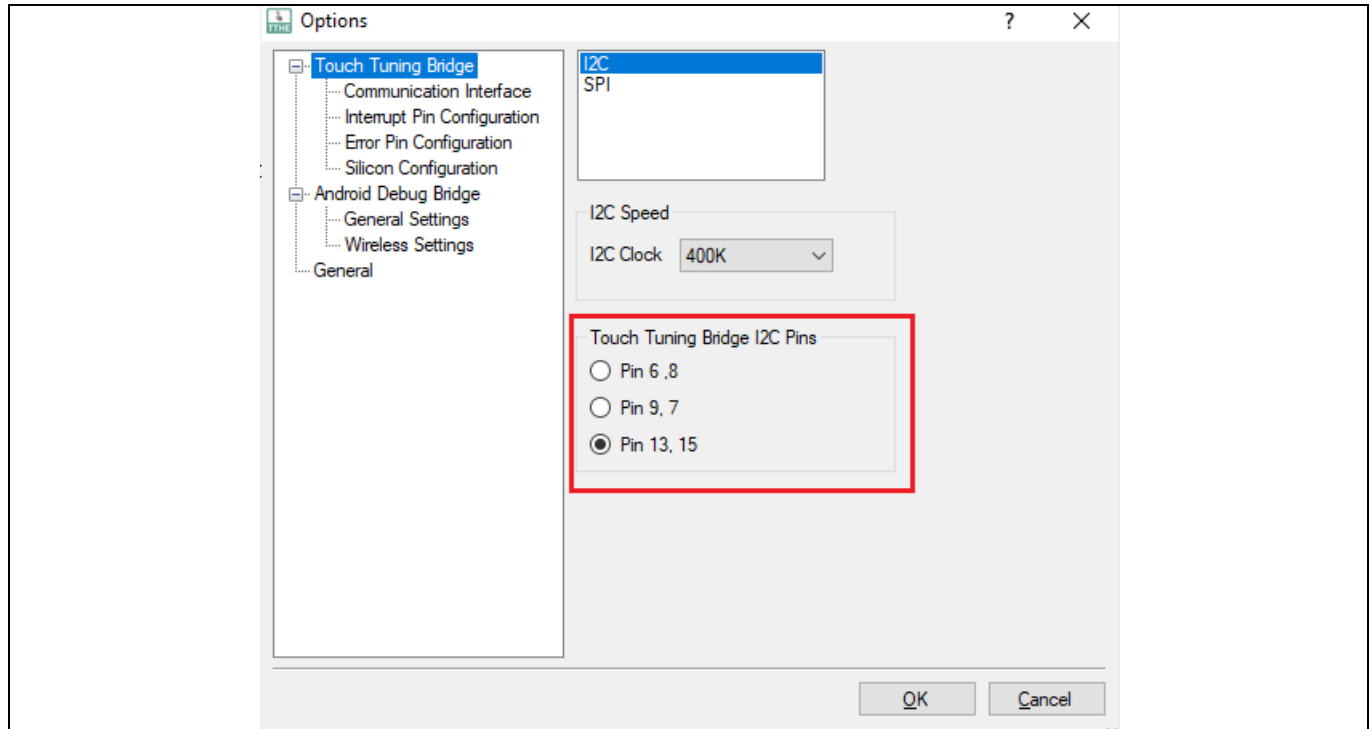 TTHE Options ? X
Touch Tuning Bridge
Communication Interface
Interrupt Pin Configuration
Error Pin Configuration
Silicon Configuration
Android Debug Bridge
General Settings
Wireless Settings
General
I2C
SPI
I2C Speed
I2C Clock 400K
Touch Tuning Bridge I2C Pins
Pin 6 ,8
Pin 9, 7
Pin 13, 15
OK Cancel